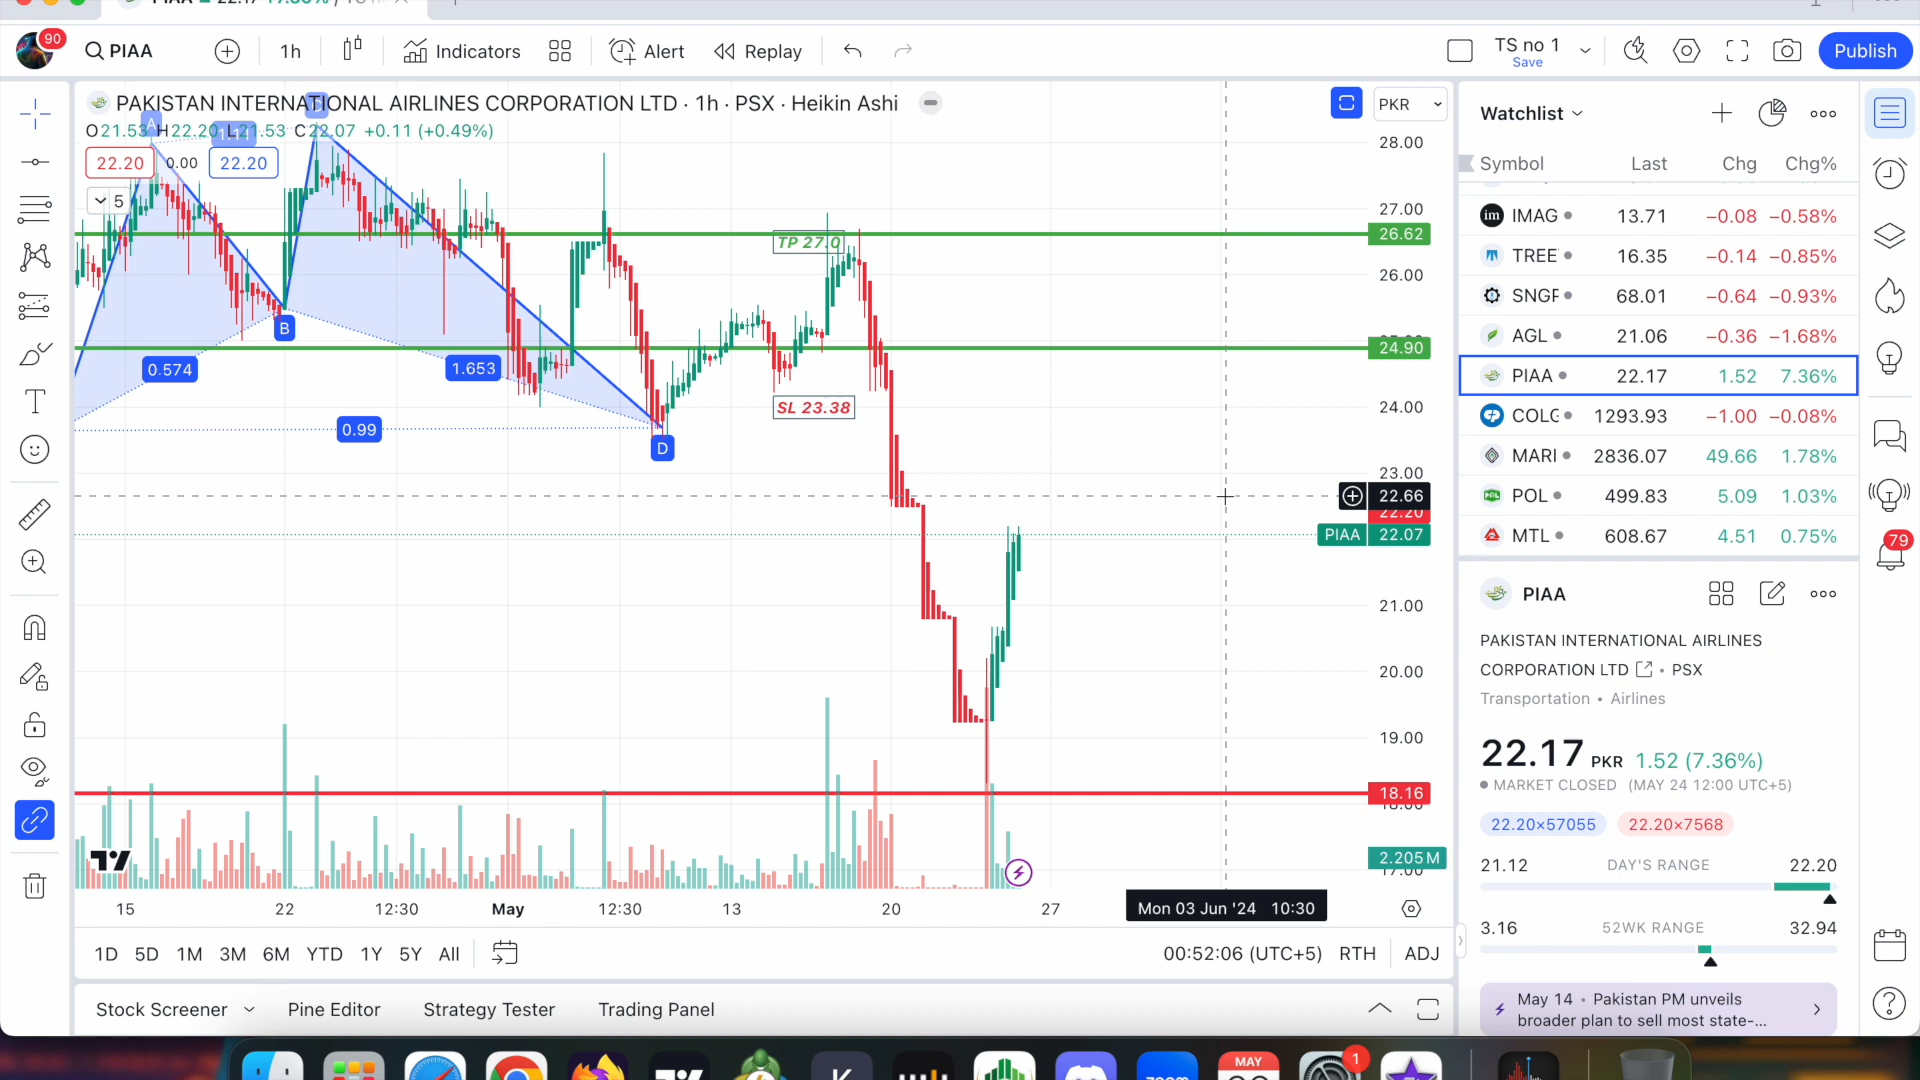 90
PIAA
1h
Indicators
Alert
Replay
TS no 1
Save
Publish
PAKISTAN INTERNATIONAL AIRLINES CORPORATION LTD · 1h · PSX · Heikin Ashi
O21.53 H22.20 L21.53 C22.07 +0.11 (+0.49%)
22.20 0.00 22.20
5
A
B
D
0.574
1.653
0.99
TP 27.0
SL 23.38
PKR
28.00
27.00
26.62
26.00
24.90
24.00
23.00
22.66
22.20
PIAA 22.07
21.00
20.00
19.00
18.16
2.205M
15 22 12:30 May 12:30 13 20 27 Mon 03 Jun '24 10:30
1D 5D 1M 3M 6M YTD 1Y 5Y All
00:52:06 (UTC+5) RTH ADJ
Stock Screener Pine Editor Strategy Tester Trading Panel
Watchlist
Symbol Last Chg Chg%
IMAG 13.71 −0.08 −0.58%
TREE 16.35 −0.14 −0.85%
SNGF 68.01 −0.64 −0.93%
AGL 21.06 −0.36 −1.68%
PIAA 22.17 1.52 7.36%
COLG 1293.93 −1.00 −0.08%
MARI 2836.07 49.66 1.78%
POL 499.83 5.09 1.03%
MTL 608.67 4.51 0.75%
PIAA
PAKISTAN INTERNATIONAL AIRLINES
CORPORATION LTD • PSX
Transportation • Airlines
22.17 PKR 1.52 (7.36%)
MARKET CLOSED (MAY 24 12:00 UTC+5)
22.20×57055 22.20×7568
21.12 DAY'S RANGE 22.20
3.16 52WK RANGE 32.94
May 14 • Pakistan PM unveils
broader plan to sell most state-...
79
MAY
1